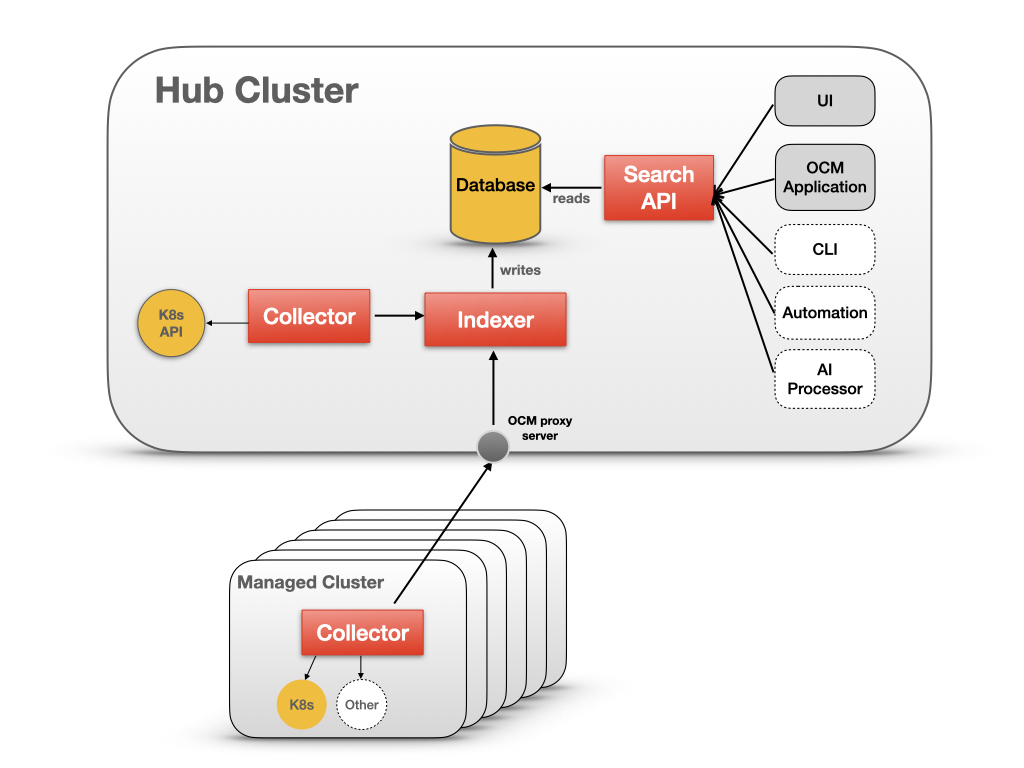 Hub Cluster
UI
OCM
Application
CLI
Automation
AI
Processor
Search
API
reads
Database
writes
K8s
API
Collector
Indexer
OCM proxy
server
Managed Cluster
Collector
K8s
Other